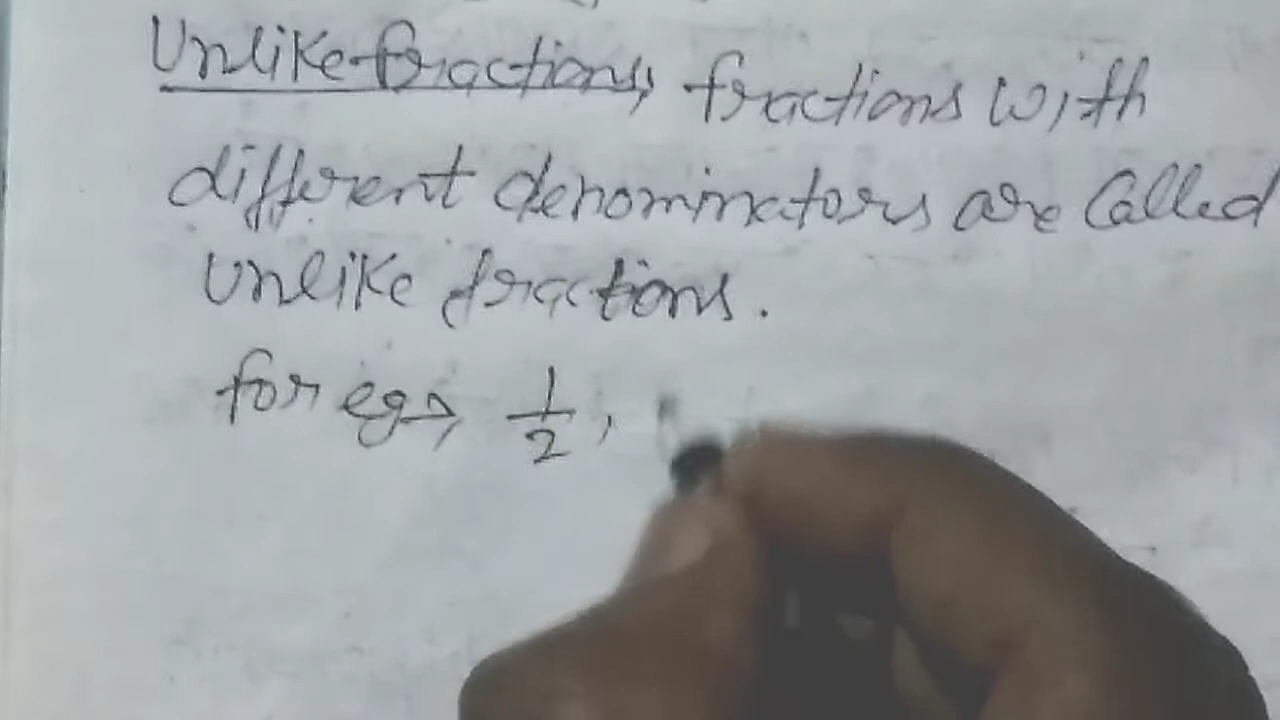 Unlike fractions, fractions with
different denominators are Called
Unlike fractions.
for eg→, 1/2,